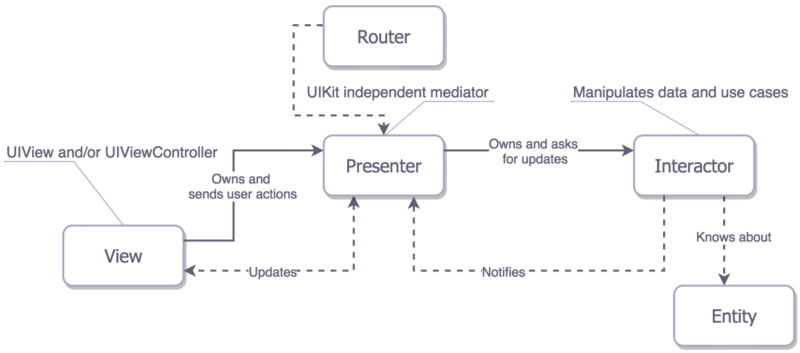 Router
UIKit independent mediator
Manipulates data and use cases
UIView and/or UIViewController
Presenter
Owns and asks
for updates
Interactor
Owns and
sends user actions
View
Updates
Notifies
Knows about
Entity